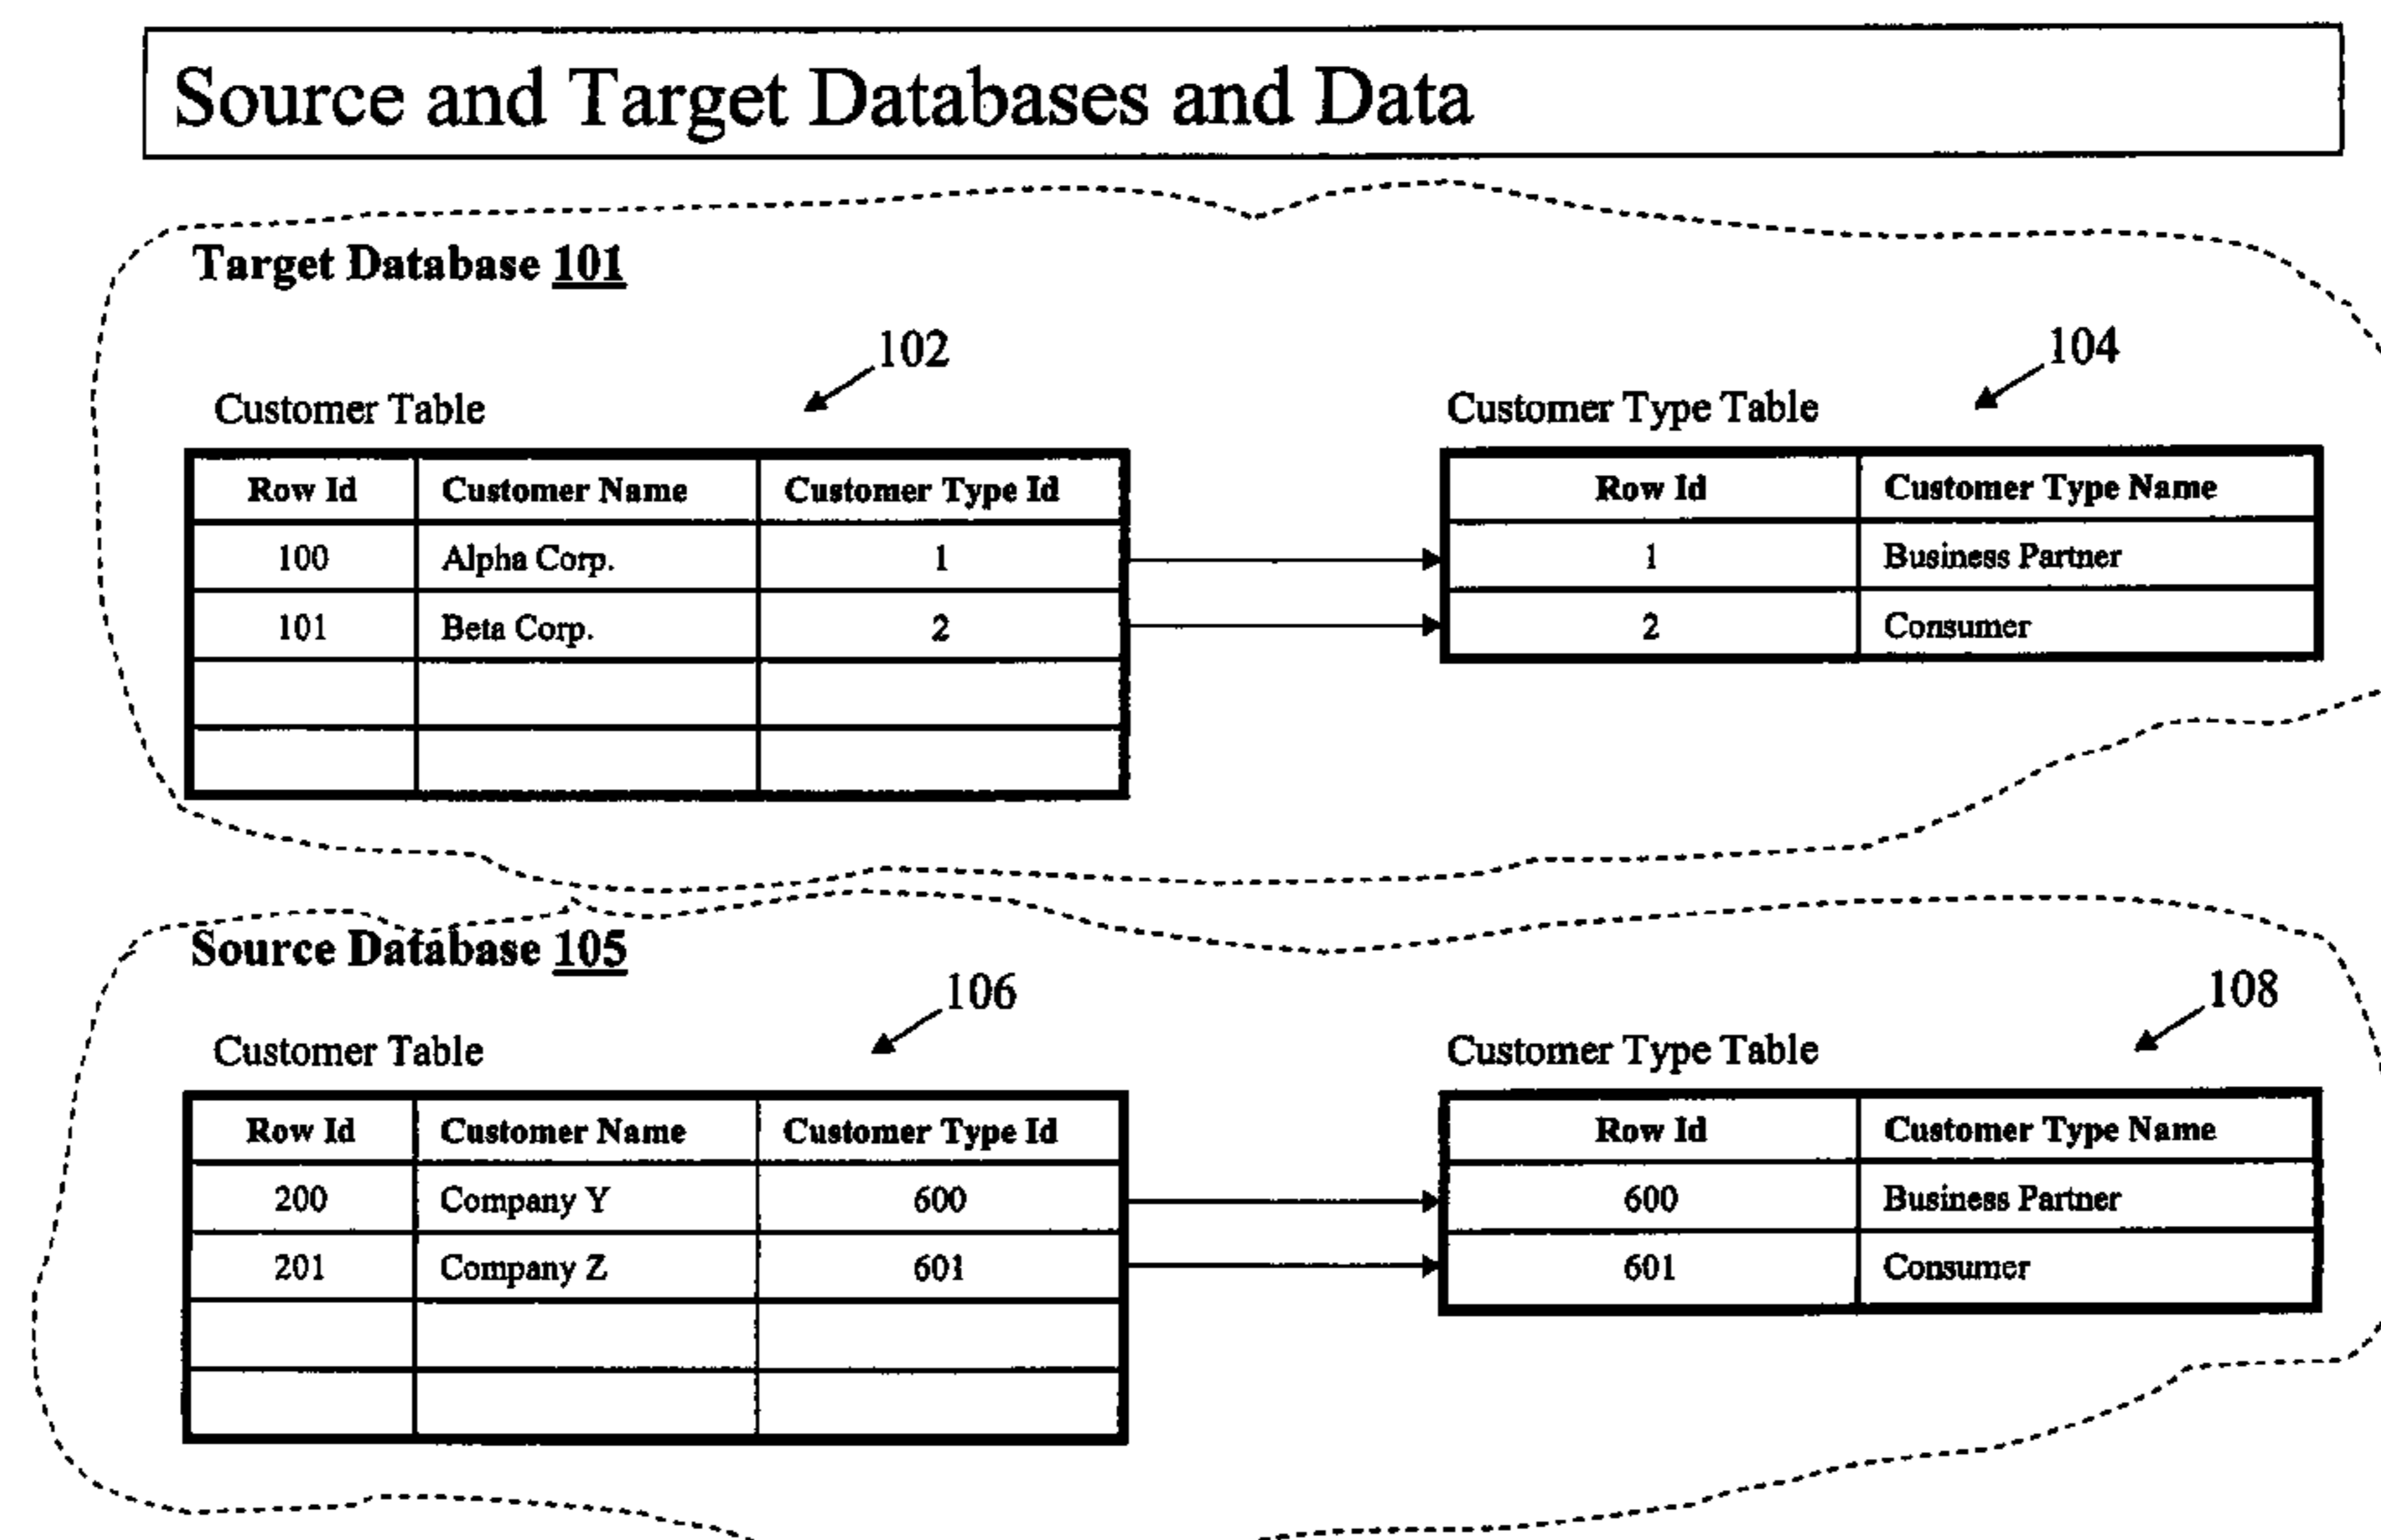 Source and Target Databases and Data
Target Database 101
102
104
Customer Table
Customer Type Table
Row Id Customer Name Customer Type Id
100 Alpha Corp. 1
101 Beta Corp. 2
Row Id Customer Type Name
1 Business Partner
2 Consumer
Source Database 105
106
108
Customer Table
Customer Type Table
Row Id Customer Name Customer Type Id
200 Company Y 600
201 Company Z 601
Row Id Customer Type Name
600 Business Partner
601 Consumer